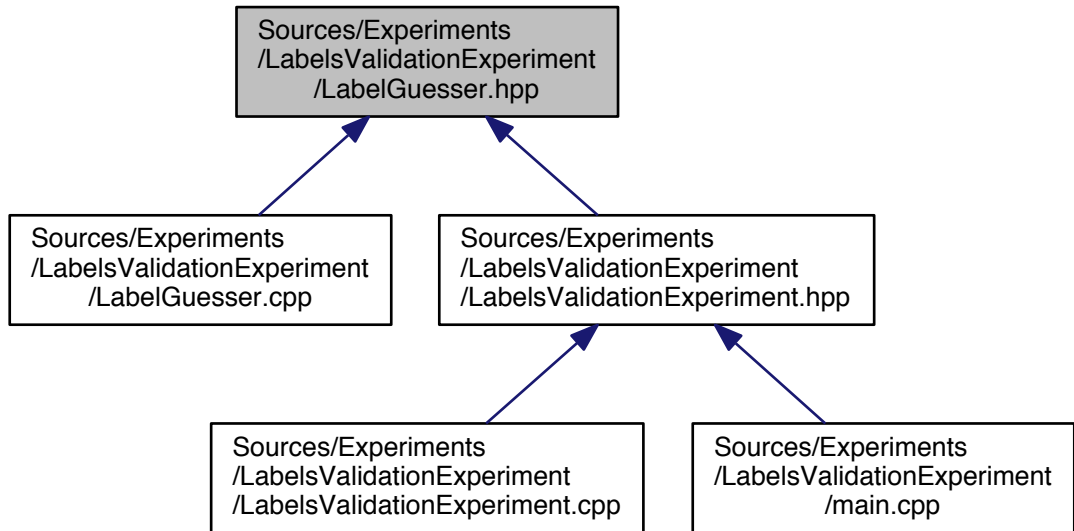 Sources/Experiments
/LabelsValidationExperiment
/LabelGuesser.hpp
Sources/Experiments
/LabelsValidationExperiment
/LabelGuesser.cpp
Sources/Experiments
/LabelsValidationExperiment
/LabelsValidationExperiment.hpp
Sources/Experiments
/LabelsValidationExperiment
/LabelsValidationExperiment.cpp
Sources/Experiments
/LabelsValidationExperiment
/main.cpp